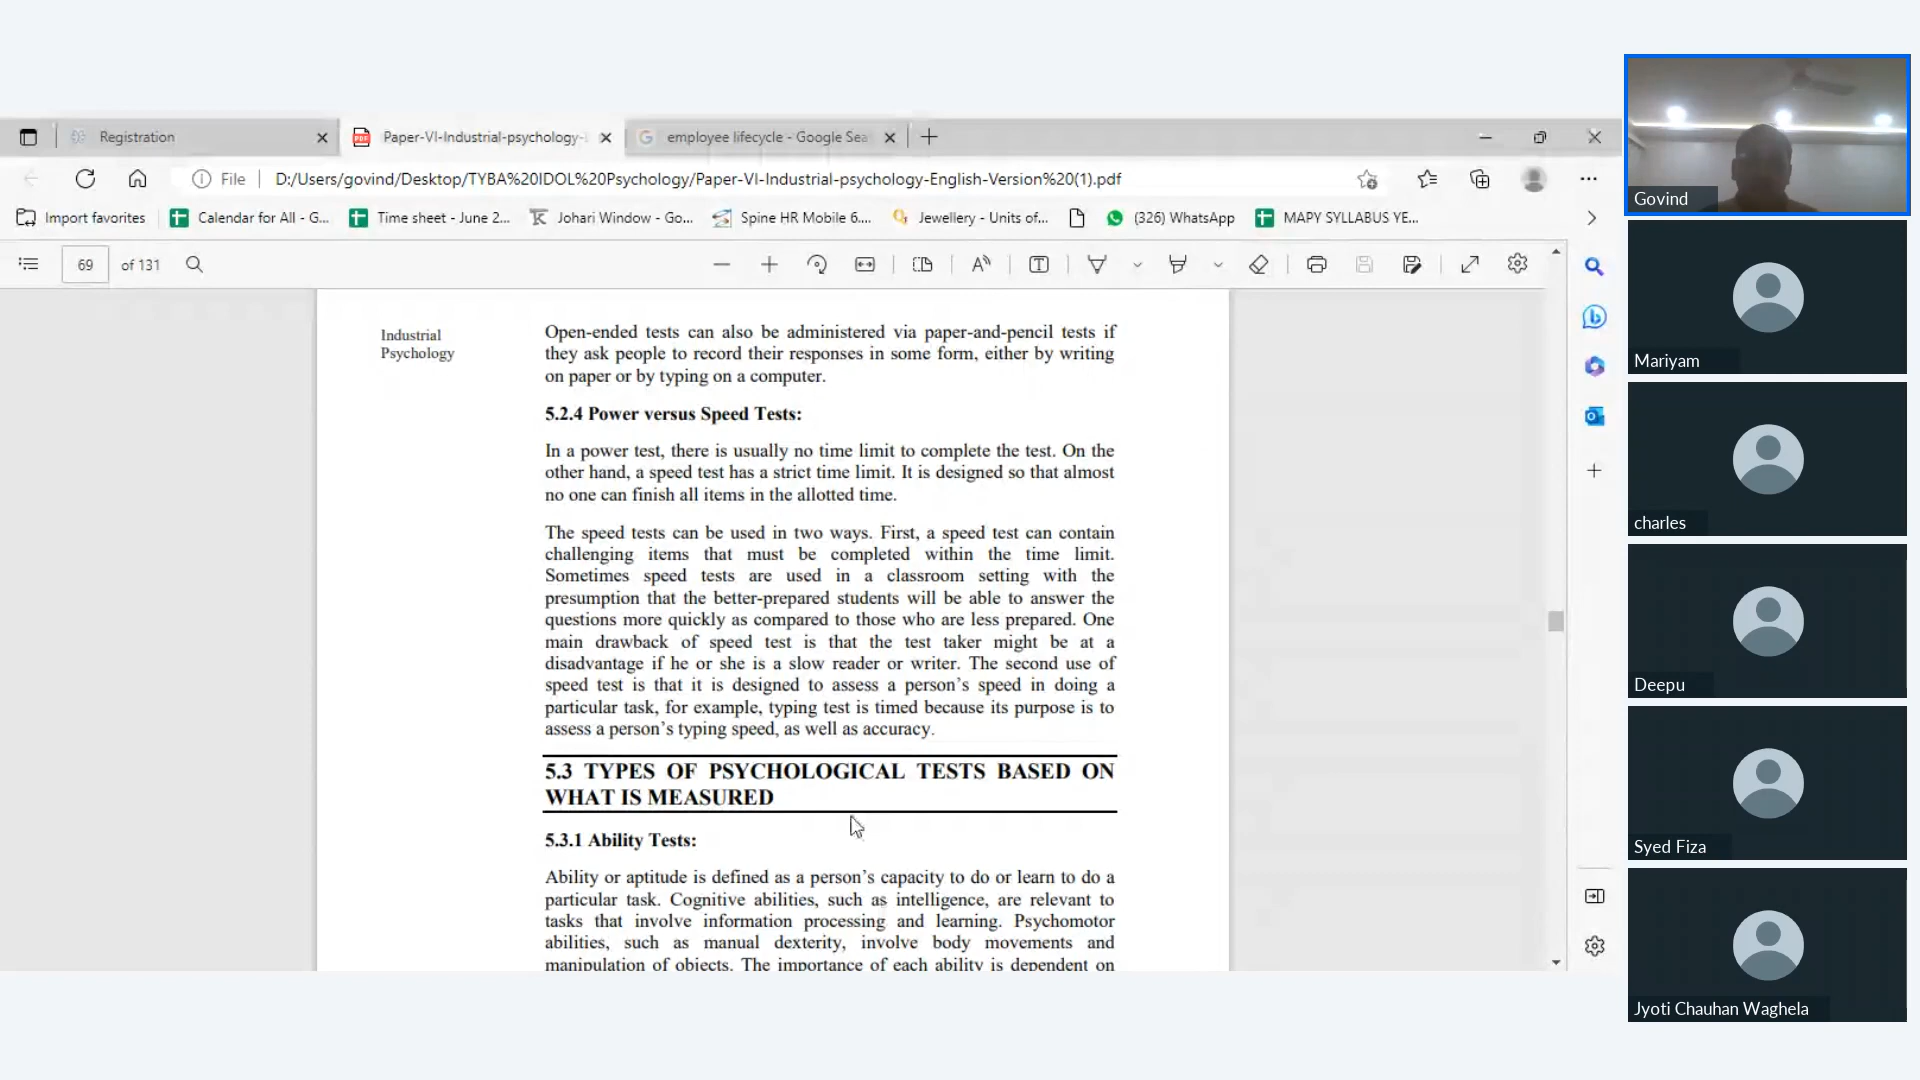 Registration
Paper-VI-Industrial-psychology-
employee lifecycle - Google Sea
File
D:/Users/govind/Desktop/TYBA%20IDOL%20Psychology/Paper-VI-Industrial-psychology-English-Version%20(1).pdf
Import favorites
Calendar for All - G...
Time sheet - June 2...
Johari Window - Go...
Spine HR Mobile 6....
Jewellery - Units of...
(326) WhatsApp
MAPY SYLLABUS YE...
69 of 131
Industrial
Psychology
Open-ended tests can also be administered via paper-and-pencil tests if
they ask people to record their responses in some form, either by writing
on paper or by typing on a computer.
5.2.4 Power versus Speed Tests:
In a power test, there is usually no time limit to complete the test. On the
other hand, a speed test has a strict time limit. It is designed so that almost
no one can finish all items in the allotted time.
The speed tests can be used in two ways. First, a speed test can contain
challenging items that must be completed within the time limit.
Sometimes speed tests are used in a classroom setting with the
presumption that the better-prepared students will be able to answer the
questions more quickly as compared to those who are less prepared. One
main drawback of speed test is that the test taker might be at a
disadvantage if he or she is a slow reader or writer. The second use of
speed test is that it is designed to assess a person's speed in doing a
particular task, for example, typing test is timed because its purpose is to
assess a person's typing speed, as well as accuracy.
5.3 TYPES OF PSYCHOLOGICAL TESTS BASED ON
WHAT IS MEASURED
5.3.1 Ability Tests:
Ability or aptitude is defined as a person's capacity to do or learn to do a
particular task. Cognitive abilities, such as intelligence, are relevant to
tasks that involve information processing and learning. Psychomotor
abilities, such as manual dexterity, involve body movements and
manipulation of objects. The importance of each ability is dependent on
Govind
Mariyam
charles
Deepu
Syed Fiza
Jyoti Chauhan Waghela